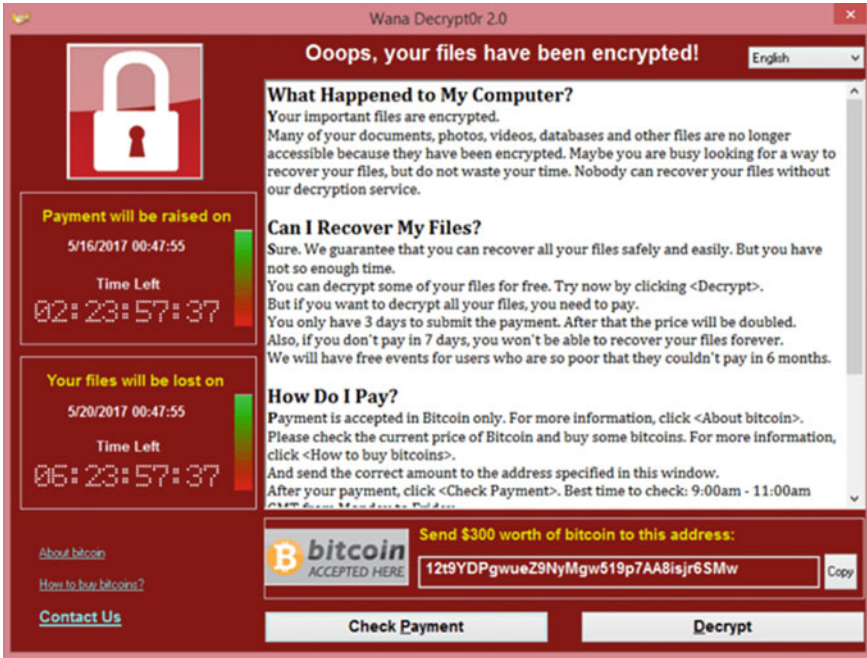 Wana Decrypt0r 2.0
Ooops, your files have been encrypted!
English
What Happened to My Computer?
Your important files are encrypted.
Many of your documents, photos, videos, databases and other files are no longer
accessible because they have been encrypted. Maybe you are busy looking for a way to
recover your files, but do not waste your time. Nobody can recover your files without
our decryption service.
Can I Recover My Files?
Sure. We guarantee that you can recover all your files safely and easily. But you have
not so enough time.
You can decrypt some of your files for free. Try now by clicking <Decrypt>.
But if you want to decrypt all your files, you need to pay.
You only have 3 days to submit the payment. After that the price will be doubled.
Also, if you don't pay in 7 days, you won't be able to recover your files forever.
We will have free events for users who are so poor that they couldn't pay in 6 months.
How Do I Pay?
Payment is accepted in Bitcoin only. For more information, click <About bitcoin>.
Please check the current price of Bitcoin and buy some bitcoins. For more information,
click <How to buy bitcoins>.
And send the correct amount to the address specified in this window.
After your payment, click <Check Payment>. Best time to check: 9:00am - 11:00am
GMT from Monday to Friday
Payment will be raised on
5/16/2017 00:47:55
Time Left
02:23:57:37
Your files will be lost on
5/20/2017 00:47:55
Time Left
06:23:57:37
About bitcoin
How to buy bitcoins?
Contact Us
bitcoin
ACCEPTED HERE
Send $300 worth of bitcoin to this address:
12t9YDPgwueZ9NyMgw519p7AA8isjr6SMw
Copy
Check Payment
Decrypt